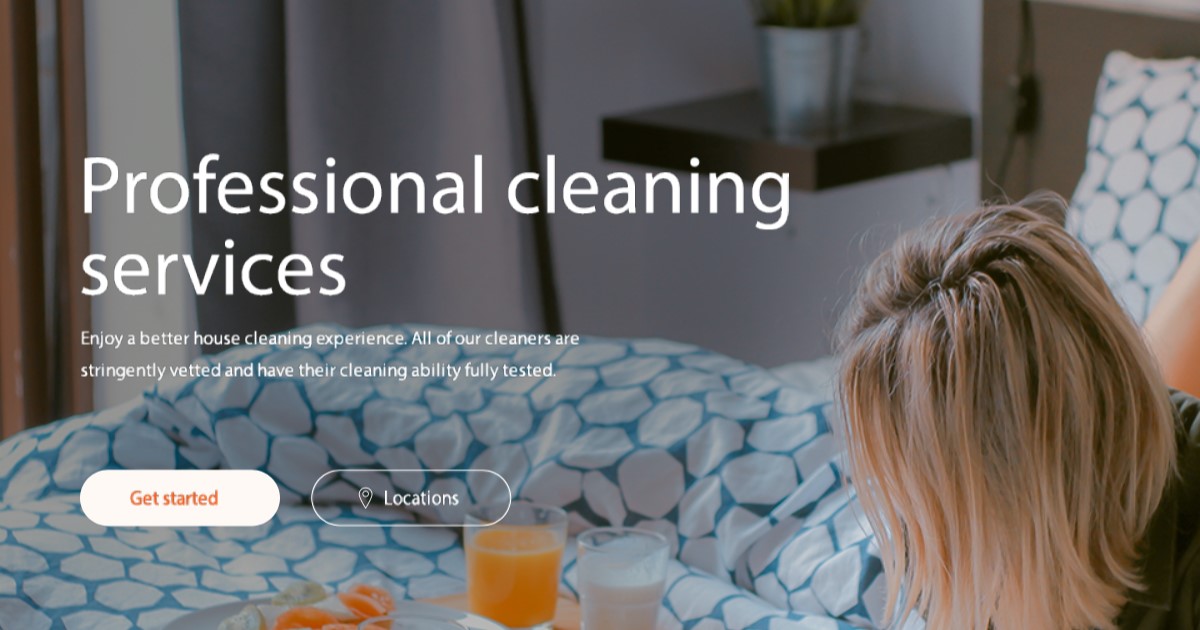 Professional cleaning
services
Enjoy a better house cleaning experience. All of our cleaners are
stringently vetted and have their cleaning ability fully tested.
Get started
Locations